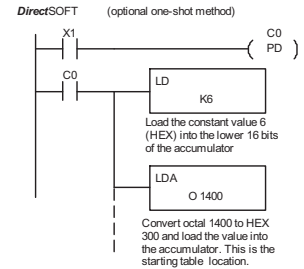 DirectSOFT (optional one-shot method)
X1
C0
PD
C0
LD
K6
Load the constant value 6
(HEX) into the lower 16 bits
of the accumulator
LDA
O 1400
Convert octal 1400 to HEX
300 and load the value into
the accumulator. This is the
starting table location.